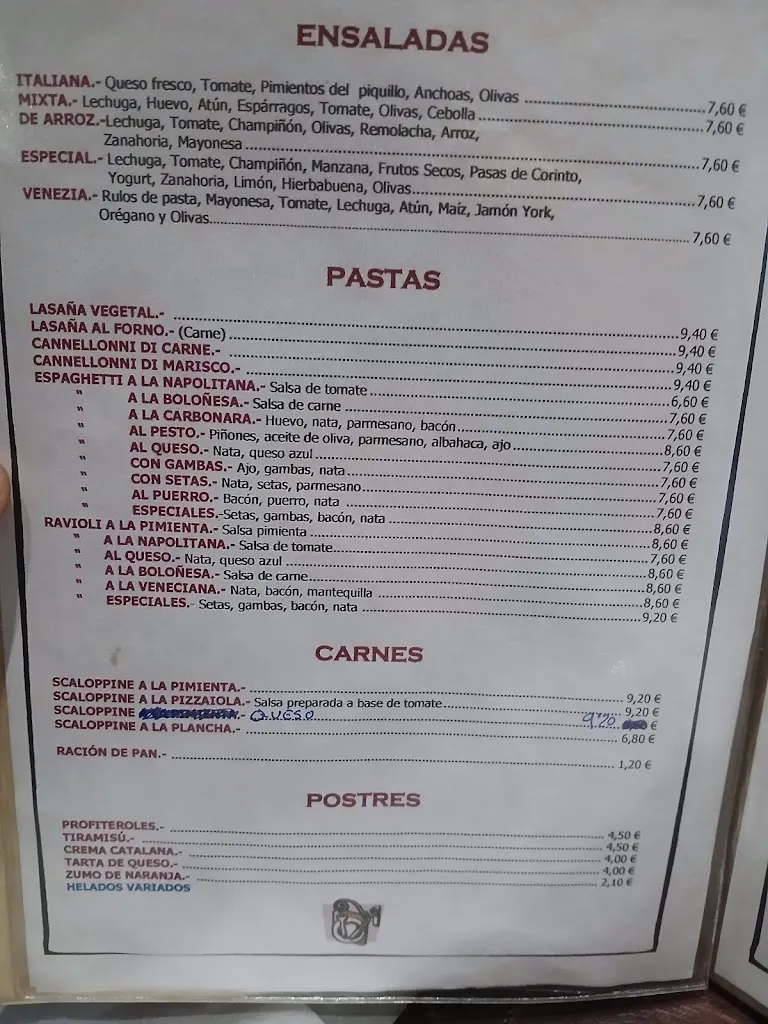 ENSALADAS
ITALIANA.- Queso fresco, Tomate, Pimientos del piquillo, Anchoas, Olivas 7,60 €
MIXTA.- Lechuga, Huevo, Atún, Espárragos, Tomate, Olivas, Cebolla 7,60 €
DE ARROZ.-Lechuga, Tomate, Champiñón, Olivas, Remolacha, Arroz,
Zanahoria, Mayonesa 7,60 €
ESPECIAL.- Lechuga, Tomate, Champiñón, Manzana, Frutos Secos, Pasas de Corinto,
Yogurt, Zanahoria, Limón, Hierbabuena, Olivas 7,60 €
VENEZIA.- Rulos de pasta, Mayonesa, Tomate, Lechuga, Atún, Maíz, Jamón York,
Orégano y Olivas 7,60 €
PASTAS
LASAÑA VEGETAL.- 9,40 €
LASAÑA AL FORNO.- (Carne) 9,40 €
CANNELLONNI DI CARNE.- 9,40 €
CANNELLONNI DI MARISCO.- 9,40 €
ESPAGHETTI A LA NAPOLITANA.- Salsa de tomate 6,60 €
" A LA BOLOÑESA.- Salsa de carne 7,60 €
" A LA CARBONARA.- Huevo, nata, parmesano, bacón 7,60 €
" AL PESTO.- Piñones, aceite de oliva, parmesano, albahaca, ajo 8,60 €
" AL QUESO.- Nata, queso azul 7,60 €
" CON GAMBAS.- Ajo, gambas, nata 7,60 €
" CON SETAS.- Nata, setas, parmesano 7,60 €
" AL PUERRO.- Bacón, puerro, nata 7,60 €
" ESPECIALES.-Setas, gambas, bacón, nata 8,60 €
RAVIOLI A LA PIMIENTA.- Salsa pimienta 8,60 €
" A LA NAPOLITANA.- Salsa de tomate 7,60 €
" AL QUESO.- Nata, queso azul 8,60 €
" A LA BOLOÑESA.- Salsa de carne 8,60 €
" A LA VENECIANA.- Nata, bacón, mantequilla 8,60 €
" ESPECIALES.- Setas, gambas, bacón, nata 9,20 €
CARNES
SCALOPPINE A LA PIMIENTA.- 9,20 €
SCALOPPINE A LA PIZZAIOLA.- Salsa preparada a base de tomate 9,20 €
SCALOPPINE QUESO 9,20 €
SCALOPPINE A LA PLANCHA.- 6,80 €
RACIÓN DE PAN.- 1,20 €
POSTRES
PROFITEROLES.- 4,50 €
TIRAMISÚ.- 4,50 €
CREMA CATALANA.- 4,00 €
TARTA DE QUESO.- 4,00 €
ZUMO DE NARANJA.- 2,10 €
HELADOS VARIADOS